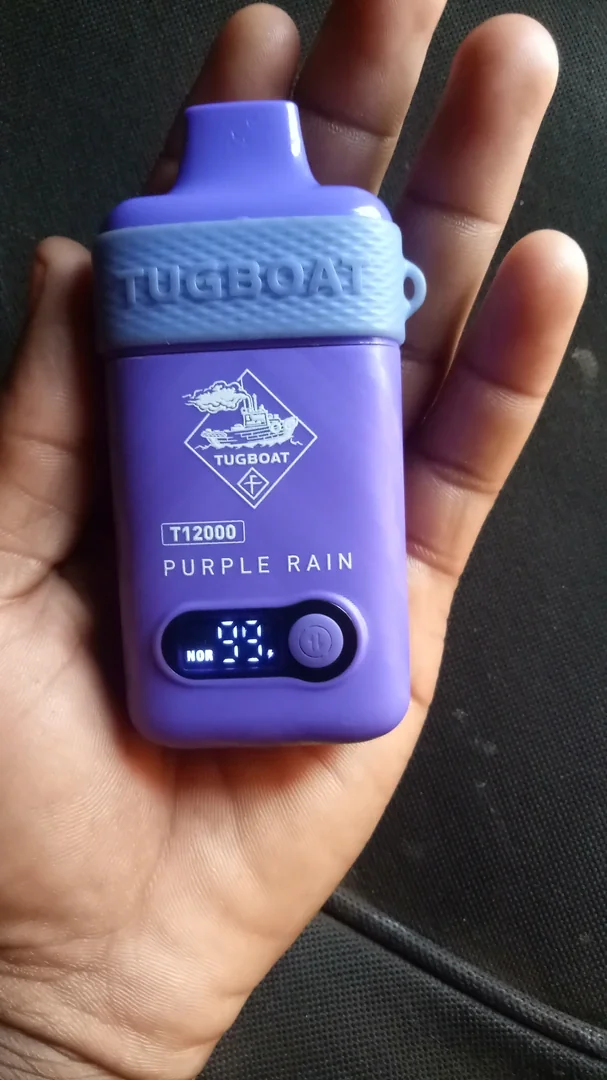 TUGBOAT
TUGBOAT
T12000
PURPLE RAIN
NOR 99